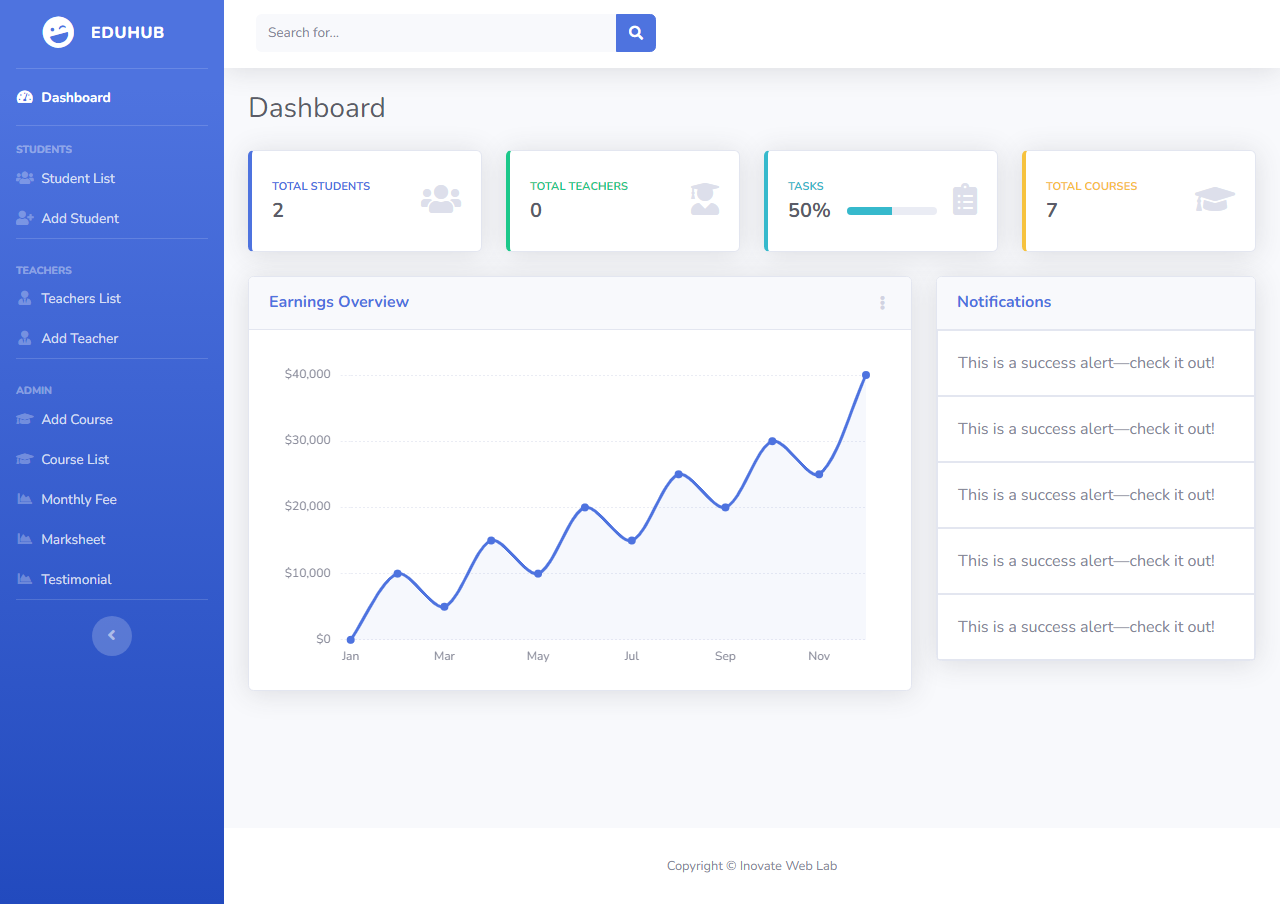 EDUHUB
Dashboard
STUDENTS
Student List
Add Student
TEACHERS
Teachers List
Add Teacher
ADMIN
Add Course
Course List
Monthly Fee
Marksheet
Testimonial
Search for...
Dashboard
TOTAL STUDENTS
2
TOTAL TEACHERS
0
TASKS
50%
TOTAL COURSES
7
Earnings Overview
$40,000
$30,000
$20,000
$10,000
$0
Jan Mar May Jul Sep Nov
Notifications
This is a success alert—check it out!
This is a success alert—check it out!
This is a success alert—check it out!
This is a success alert—check it out!
This is a success alert—check it out!
Copyright © Inovate Web Lab